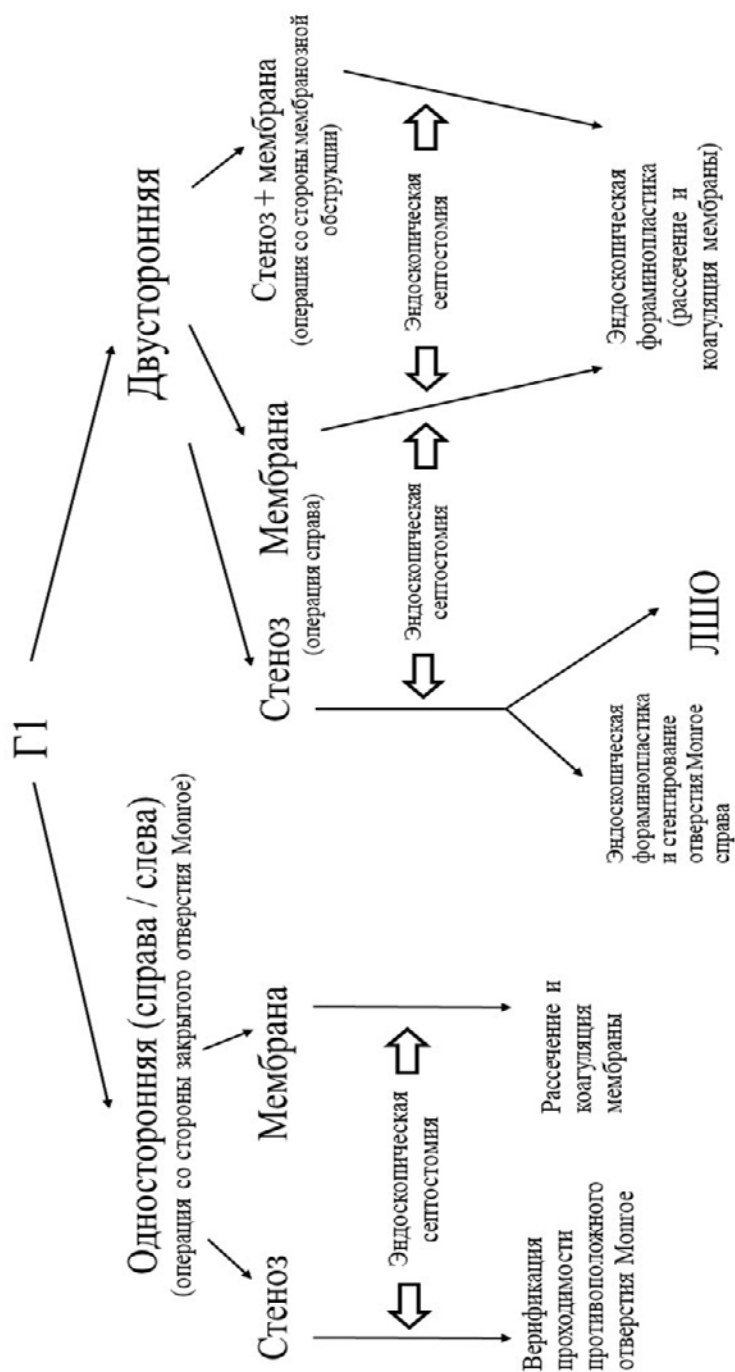 Г1
Односторонняя (справа / слева)
(операция со стороны закрытого отверстия Monroe)
Двусторонняя
Стеноз
Мембрана
Стеноз
Мембрана
(операция справа)
Стеноз + мембрана
(операция со стороны мембранозной
обструкции)
Эндоскопическая
септостомия
Эндоскопическая
септостомия
Эндоскопическая
септостомия
Верификация
проходимости
противоположного
отверстия Monroe
Рассечение и
коагуляция
мембраны
Эндоскопическая
фораминопластика
и стентирование
отверстия Monroe
справа
ЛШО
Эндоскопическая
фораминопластика
(рассечение и
коагуляция мембраны)